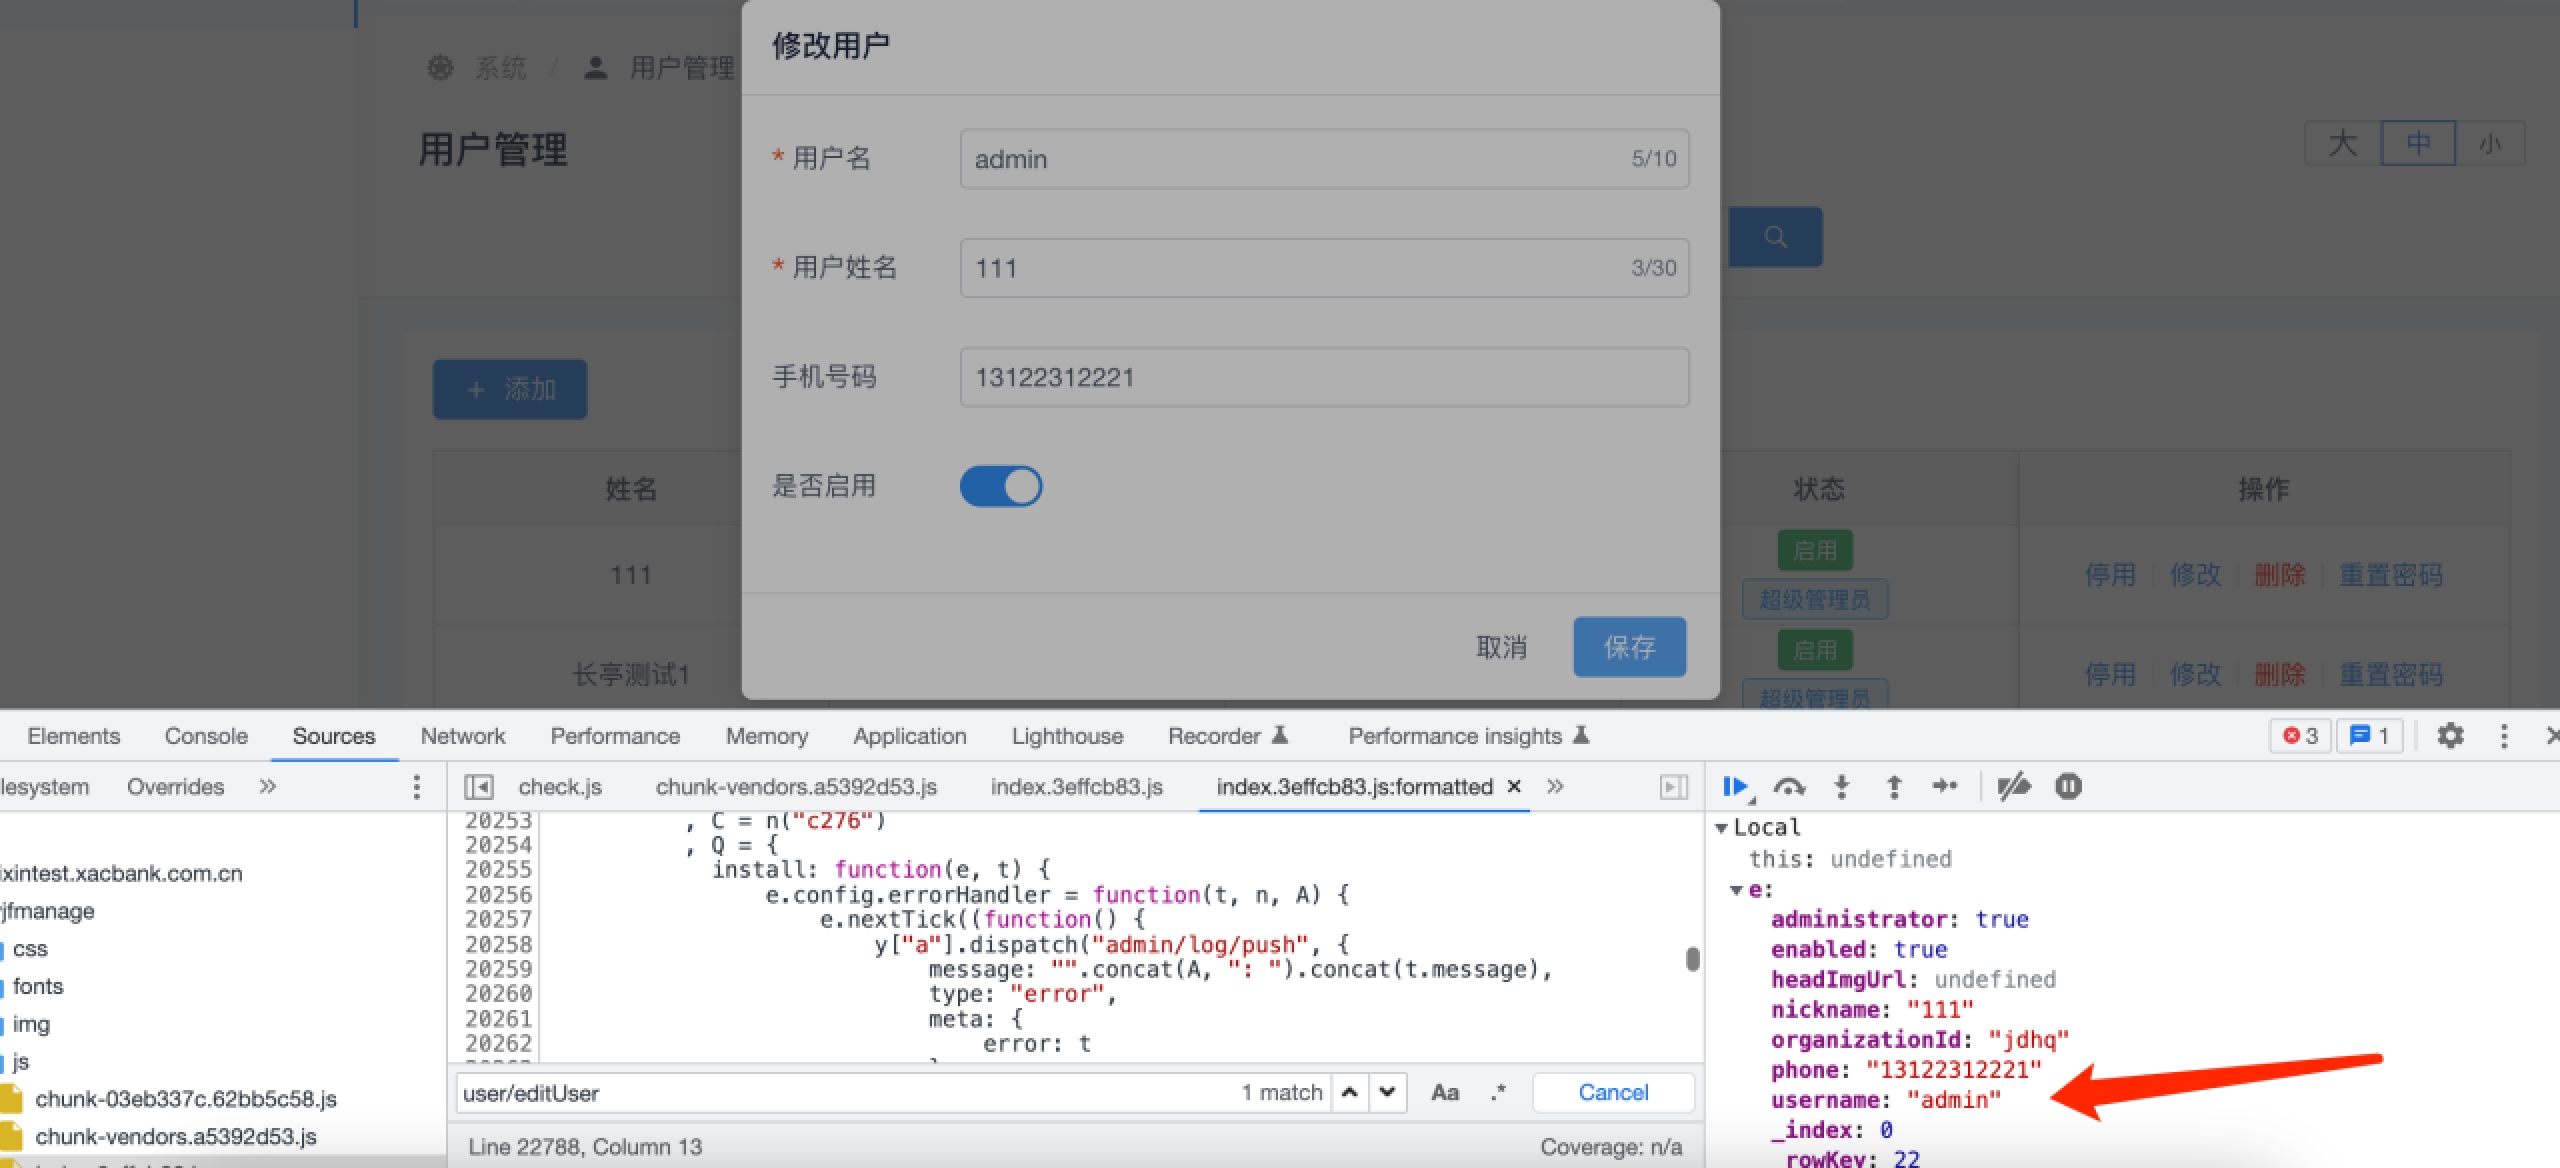 修改用户
系统 / 用户管理
用户管理
大 中 小
* 用户名 admin 5/10
* 用户姓名 111 3/30
手机号码 13122312221
是否启用
+ 添加
姓名 状态 操作
111 启用 超级管理员 停用 修改 删除 重置密码
长亭测试1 启用 超级管理员 停用 修改 删除 重置密码
取消 保存
Elements Console Sources Network Performance Memory Application Lighthouse Recorder Performance insights 3 1
lesystem Overrides »
check.js chunk-vendors.a5392d53.js index.3effcb83.js index.3effcb83.js:formatted × »
ixintest.xacbank.com.cn
jfmanage
css
fonts
img
js
chunk-03eb337c.62bb5c58.js
chunk-vendors.a5392d53.js
20253 , C = n("c276")
20254 , Q = {
20255 install: function(e, t) {
20256 e.config.errorHandler = function(t, n, A) {
20257 e.nextTick((function() {
20258 y["a"].dispatch("admin/log/push", {
20259 message: "".concat(A, ": ").concat(t.message),
20260 type: "error",
20261 meta: {
20262 error: t
user/editUser 1 match Aa .* Cancel
Line 22788, Column 13 Coverage: n/a
Local
this: undefined
e:
administrator: true
enabled: true
headImgUrl: undefined
nickname: "111"
organizationId: "jdhq"
phone: "13122312221"
username: "admin"
_index: 0
_rowKey: 22